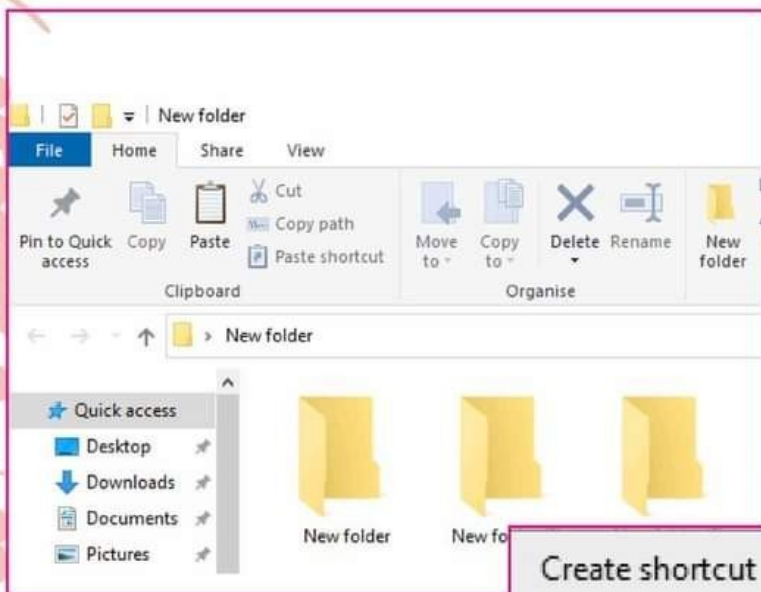 New folder
File Home Share View
Pin to Quick access
Copy
Paste
Cut
Copy path
Paste shortcut
Move to
Copy to
Delete
Rename
New folder
Clipboard
Organise
New folder
Quick access
Desktop
Downloads
Documents
Pictures
New folder
New fo
Create shortcut